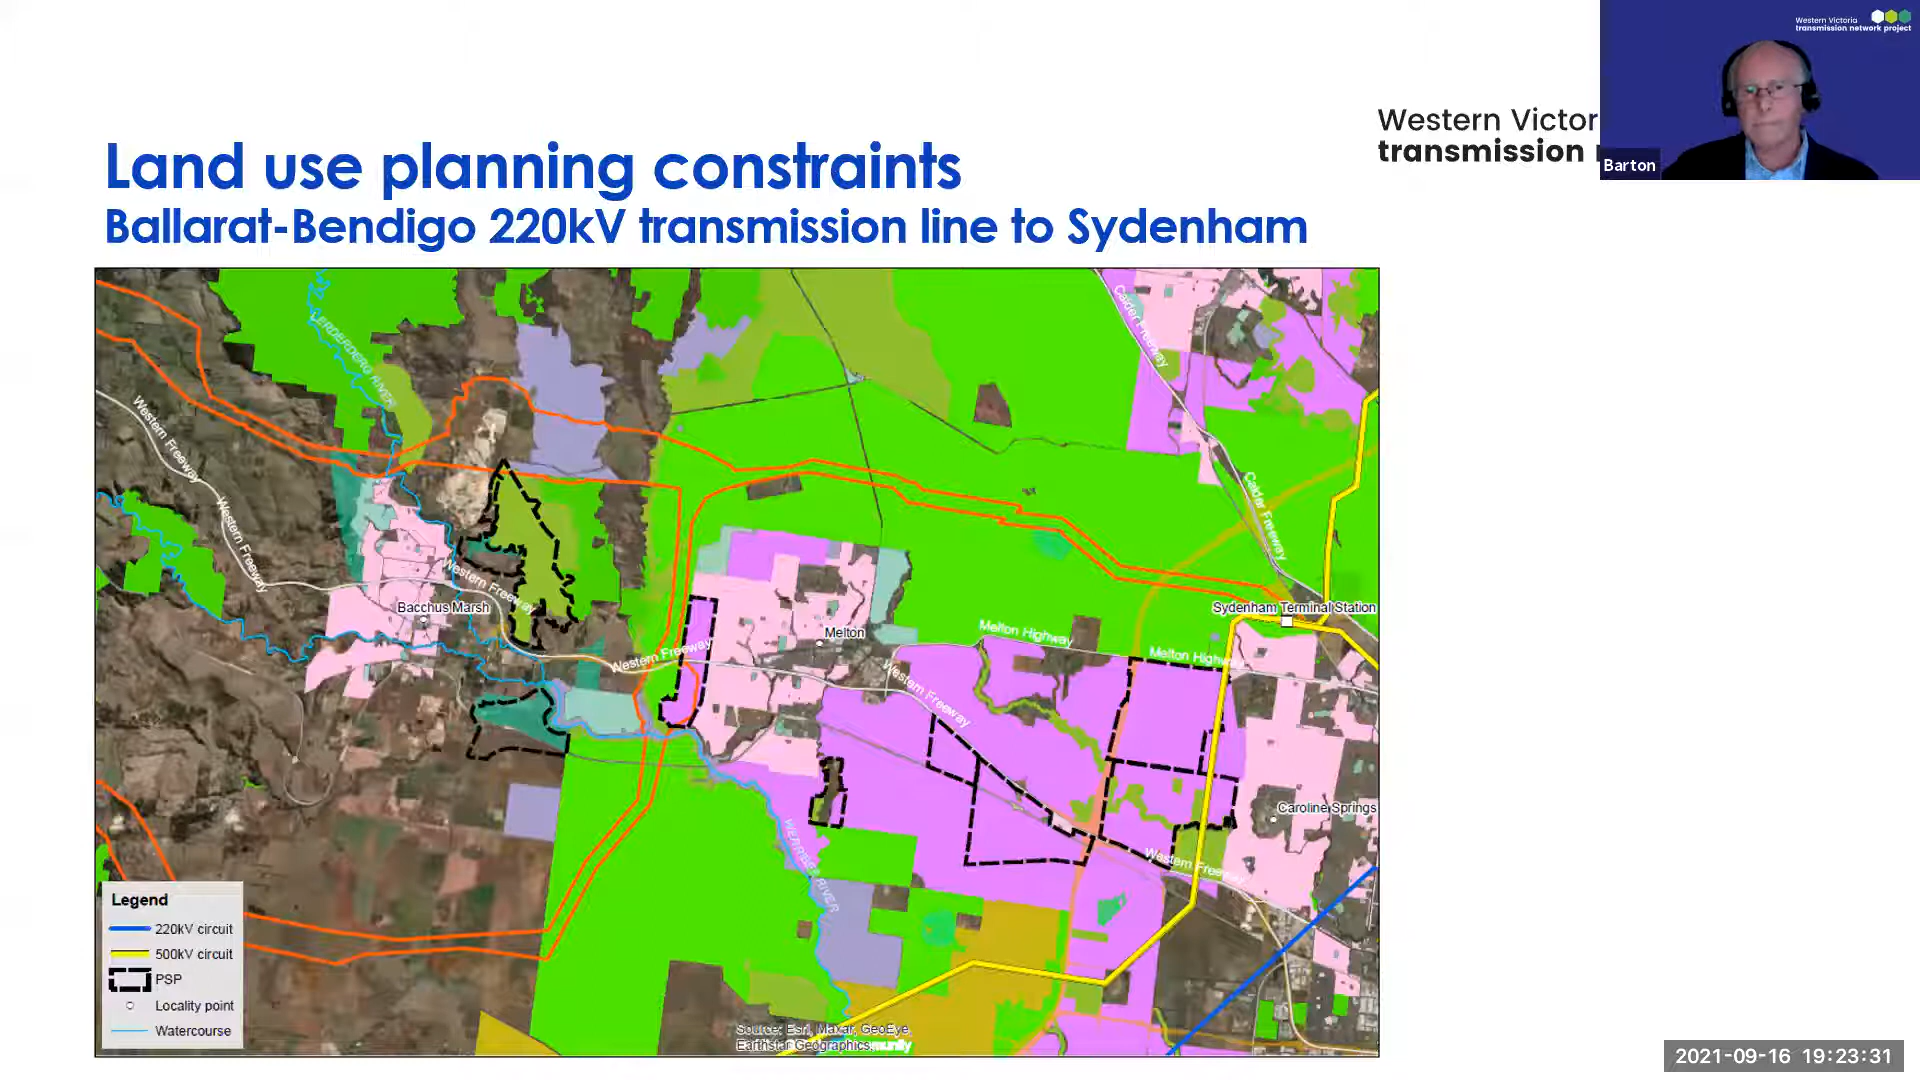 Western Victoria
transmission network project
Western Victor
transmission
Barton
Land use planning constraints
Ballarat-Bendigo 220kV transmission line to Sydenham
Calder Freeway
LERDERDERG RIVER
Western Freeway
Western Freeway
Calder Freeway
Western Freeway
Bacchus Marsh
Sydenham Terminal Station
Melton
Melton Highway
Western Freeway
Melton Highway
Western Freeway
WERRIBEE RIVER
Caroline Springs
Western Freeway
Legend
220kV circuit
500kV circuit
PSP
Locality point
Watercourse
Source: Esri, Maxar, GeoEye,
Earthstar Geographics
2021-09-16 19:23:31